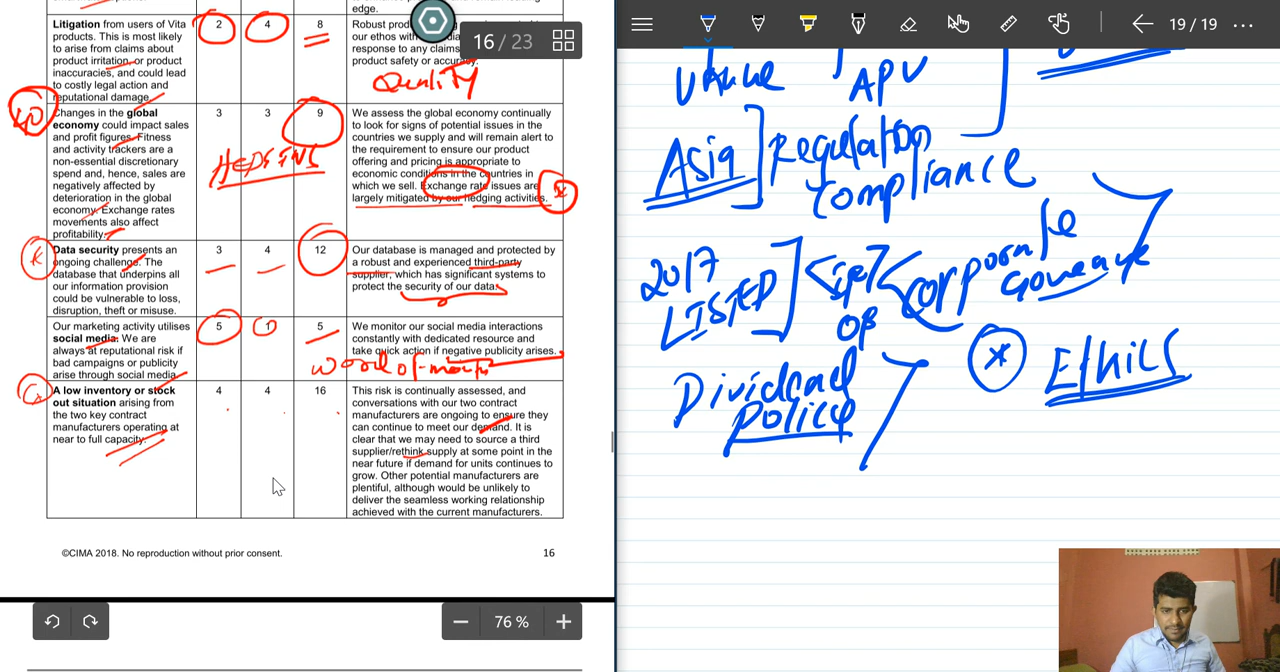 edge.
Litigation from users of Vita
products. This is most likely
to arise from claims about
product irritation, or product
inaccuracies, and could lead
to costly legal action and
reputational damage.
2
4
8
Robust prod
our ethos with
response to any claims
product safety or accuracy.
QUALITY
16 / 23
40
Changes in the global
economy could impact sales
and profit figures. Fitness
and activity trackers are a
non-essential discretionary
spend and, hence, sales are
negatively affected by
deterioration in the global
economy. Exchange rates
movements also affect
profitability.
3
3
9
HEDGING
We assess the global economy continually
to look for signs of potential issues in the
countries we supply and will remain alert to
the requirement to ensure our product
offering and pricing is appropriate to
economic conditions in the countries in
which we sell. Exchange rate issues are
largely mitigated by our hedging activities.
Data security presents an
ongoing challenge. The
database that underpins all
our information provision
could be vulnerable to loss,
disruption, theft or misuse.
3
4
12
Our database is managed and protected by
a robust and experienced third-party
supplier, which has significant systems to
protect the security of our data.
Our marketing activity utilises
social media. We are
always at reputational risk if
bad campaigns or publicity
arise through social media.
5
1
5
We monitor our social media interactions
constantly with dedicated resource and
take quick action if negative publicity arises.
word of-mouth
A low inventory or stock
out situation arising from
the two key contract
manufacturers operating at
near to full capacity.
4
4
16
This risk is continually assessed, and
conversations with our two contract
manufacturers are ongoing to ensure they
can continue to meet our demand. It is
clear that we may need to source a third
supplier/rethink supply at some point in the
near future if demand for units continues to
grow. Other potential manufacturers are
plentiful, although would be unlikely to
deliver the seamless working relationship
achieved with the current manufacturers.
©CIMA 2018. No reproduction without prior consent.
16
76 %
19 / 19
Value
APV
Asia
Regulation
compliance
2017
LISTED
Corporate
Goverance
Dividend
policy
Ethics